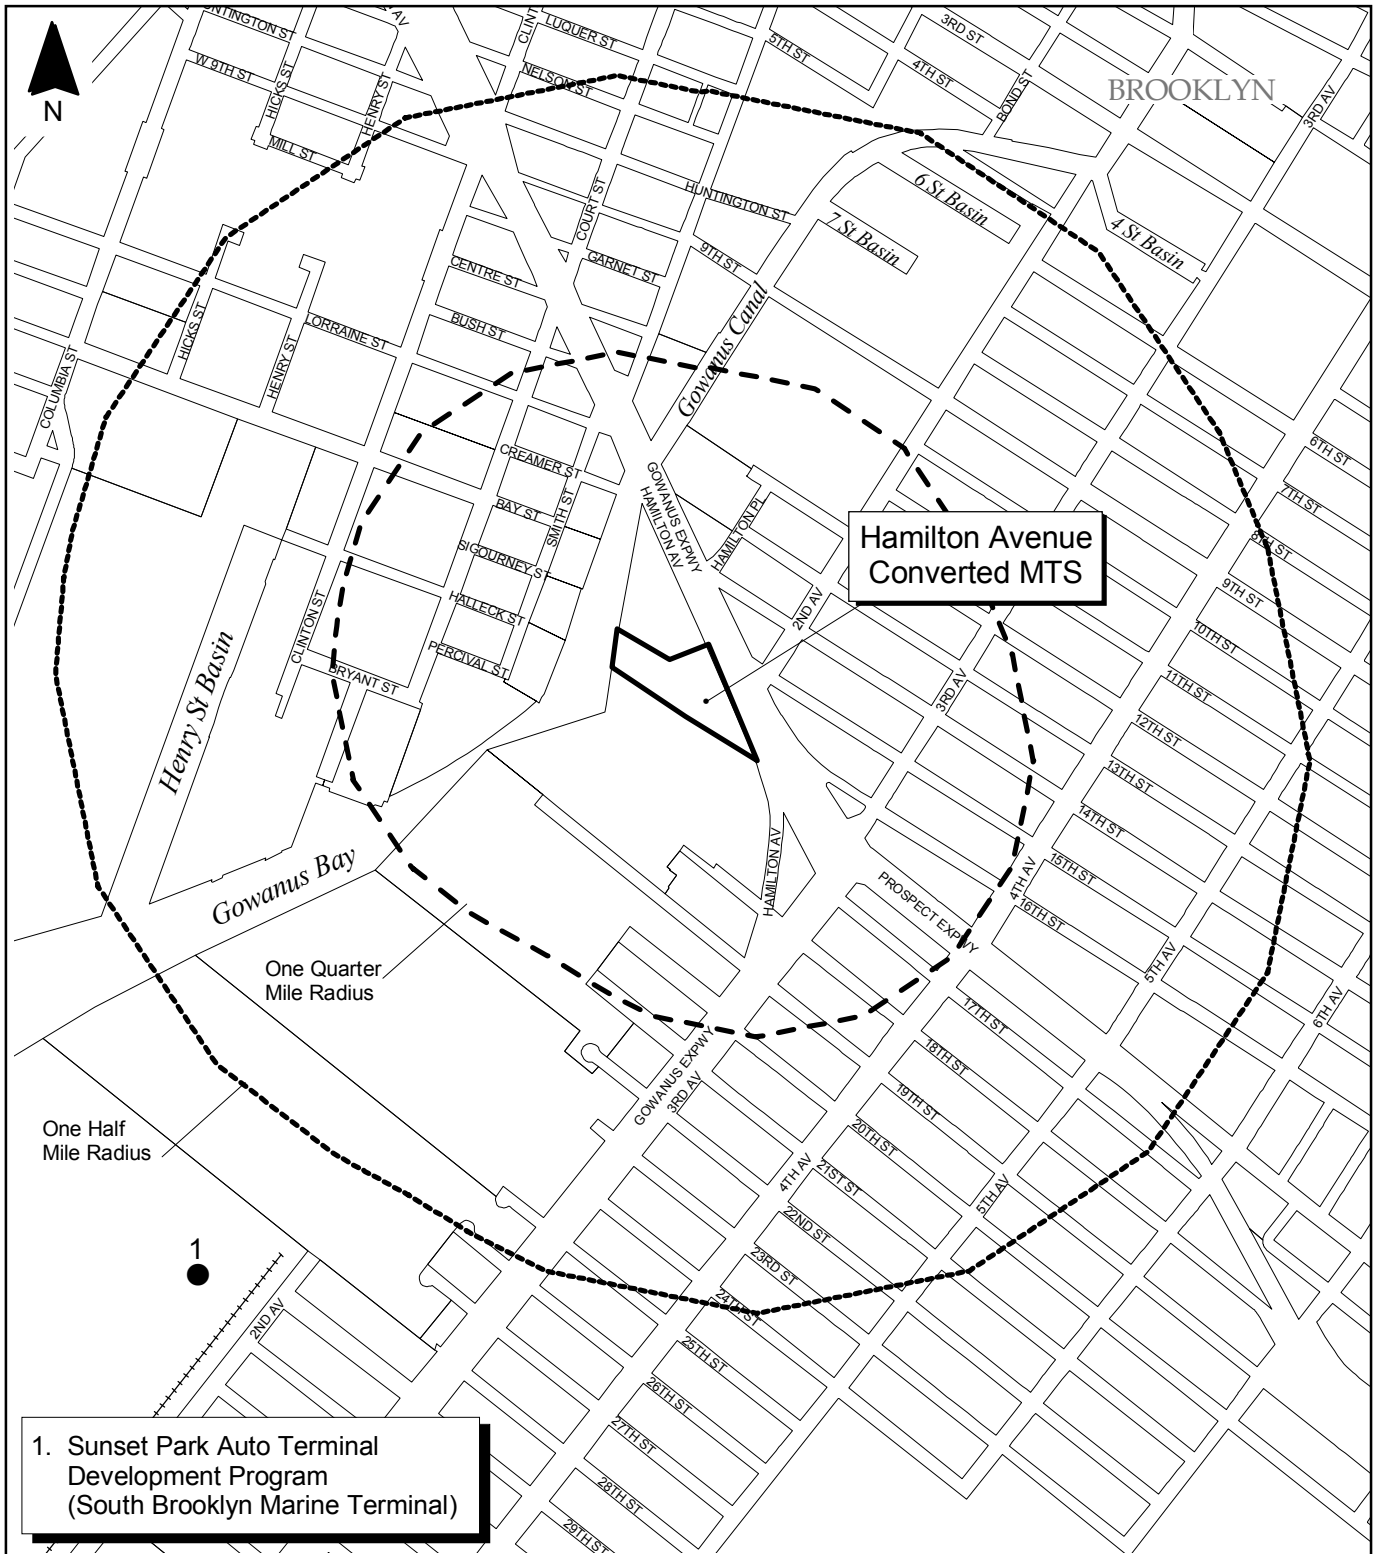 N
BROOKLYN
HUNTINGTON ST
W 9TH ST
HICKS ST
HENRY ST
MILL ST
LUQUER ST
NELSON ST
5TH ST
4TH ST
3RD ST
BOND ST
3RD AV
COURT ST
HUNTINGTON ST
6 St Basin
7 St Basin
4 St Basin
9TH ST
GARNET ST
CENTRE ST
BUSH ST
LORRAINE ST
HICKS ST
HENRY ST
COLUMBIA ST
Gowanus Canal
CREAMER ST
BAY ST
SMITH ST
SIGOURNEY ST
HALLECK ST
PERCIVAL ST
CLINTON ST
BRYANT ST
Henry St Basin
GOWANUS EXPWY
HAMILTON AV
HAMILTON PL
Hamilton Avenue
Converted MTS
2ND AV
3RD AV
6TH ST
7TH ST
8TH ST
9TH ST
10TH ST
11TH ST
12TH ST
13TH ST
14TH ST
15TH ST
16TH ST
4TH AV
5TH AV
6TH AV
HAMILTON AV
PROSPECT EXPWY
Gowanus Bay
One Quarter
Mile Radius
17TH ST
18TH ST
19TH ST
20TH ST
21ST ST
22ND ST
23RD ST
24TH ST
25TH ST
26TH ST
27TH ST
28TH ST
29TH ST
GOWANUS EXPWY
3RD AV
4TH AV
5TH AV
One Half
Mile Radius
1
2ND AV
1. Sunset Park Auto Terminal
Development Program
(South Brooklyn Marine Terminal)